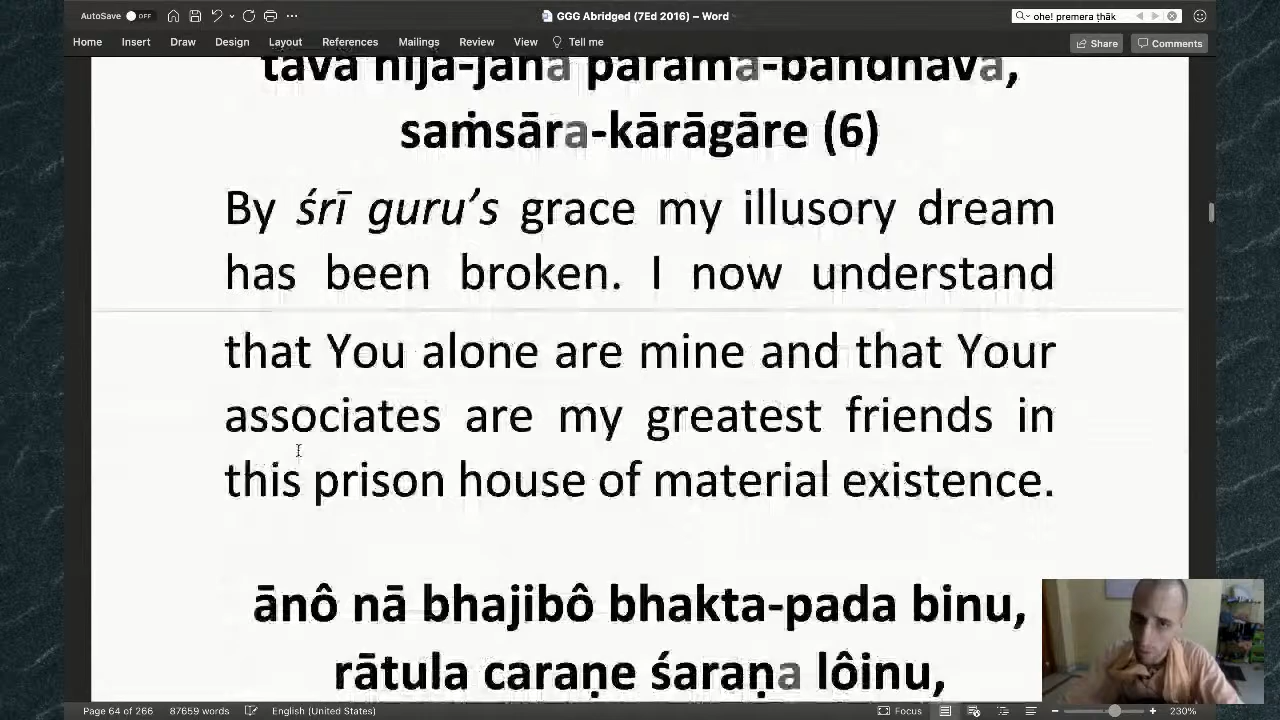 AutoSave OFF
GGG Abridged (7Ed 2016) – Word
ohe! premera ṭhāk
Home Insert Draw Design Layout References Mailings Review View Tell me
Share Comments
tava nija-jana parama-bāndhava,
saṁsāra-kārāgāre (6)
By śrī guru’s grace my illusory dream
has been broken. I now understand
that You alone are mine and that Your
associates are my greatest friends in
this prison house of material existence.
ānô nā bhajibô bhakta-pada binu,
rātula caraṇe śaraṇa lôinu,
Page 64 of 266 87659 words English (United States) Focus 230%